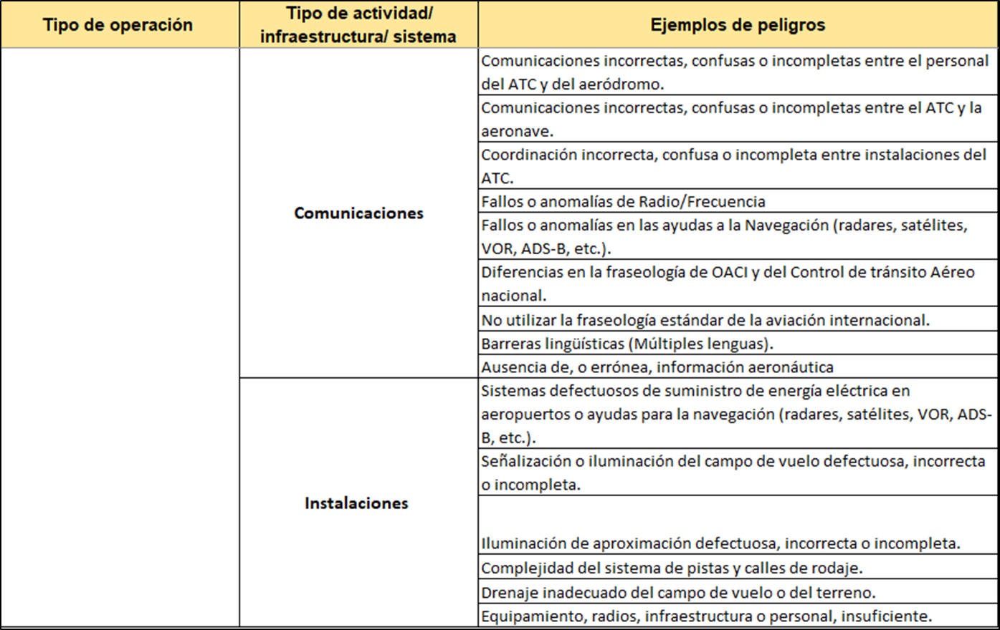 Tipo de operación
Tipo de actividad/
infraestructura/ sistema
Ejemplos de peligros
Comunicaciones
Comunicaciones incorrectas, confusas o incompletas entre el personal
del ATC y del aeródromo.
Comunicaciones incorrectas, confusas o incompletas entre el ATC y la
aeronave.
Coordinación incorrecta, confusa o incompleta entre instalaciones del
ATC.
Fallos o anomalías de Radio/Frecuencia
Fallos o anomalías en las ayudas a la Navegación (radares, satélites,
VOR, ADS-B, etc.).
Diferencias en la fraseología de OACI y del Control de tránsito Aéreo
nacional.
No utilizar la fraseología estándar de la aviación internacional.
Barreras lingüísticas (Múltiples lenguas).
Ausencia de, o errónea, información aeronáutica
Instalaciones
Sistemas defectuosos de suministro de energía eléctrica en
aeropuertos o ayudas para la navegación (radares, satélites, VOR, ADS-
B, etc.).
Señalización o iluminación del campo de vuelo defectuosa, incorrecta
o incompleta.
Iluminación de aproximación defectuosa, incorrecta o incompleta.
Complejidad del sistema de pistas y calles de rodaje.
Drenaje inadecuado del campo de vuelo o del terreno.
Equipamiento, radios, infraestructura o personal, insuficiente.